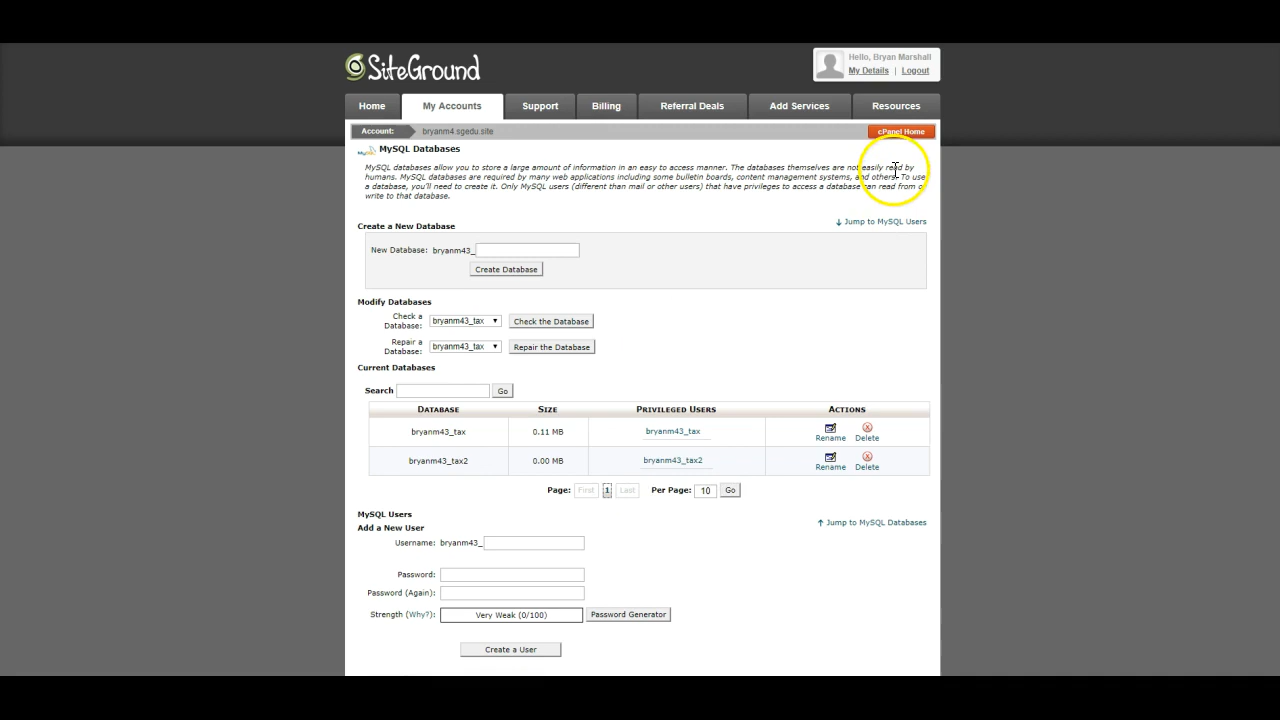 SiteGround
Hello, Bryan Marshall
My Details | Logout
Home My Accounts Support Billing Referral Deals Add Services Resources
Account: bryanm4.sgedu.site cPanel Home
MySQL Databases
MySQL databases allow you to store a large amount of information in an easy to access manner. The databases themselves are not easily read by
humans. MySQL databases are required by many web applications including some bulletin boards, content management systems, and others. To use
a database, you'll need to create it. Only MySQL users (different than mail or other users) that have privileges to access a database can read from or
write to that database.
Jump to MySQL Users
Create a New Database
New Database: bryanm43_
Create Database
Modify Databases
Check a
Database: bryanm43_tax Check the Database
Repair a
Database: bryanm43_tax Repair the Database
Current Databases
Search Go
DATABASE SIZE PRIVILEGED USERS ACTIONS
bryanm43_tax 0.11 MB bryanm43_tax Rename Delete
bryanm43_tax2 0.00 MB bryanm43_tax2 Rename Delete
Page: First 1 Last Per Page: 10 Go
MySQL Users
Jump to MySQL Databases
Add a New User
Username: bryanm43_
Password:
Password (Again):
Strength (Why?): Very Weak (0/100) Password Generator
Create a User